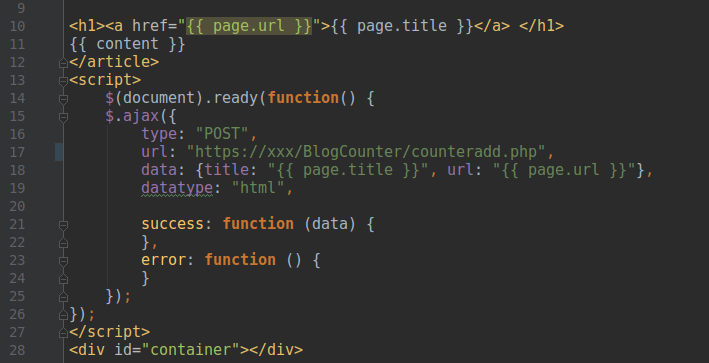 9
10 <h1><a href="{{ page.url }}">{{ page.title }}</a> </h1>
11 {{ content }}
12 </article>
13 <script>
14 $(document).ready(function() {
15 $.ajax({
16 type: "POST",
17 url: "https://xxx/BlogCounter/counteradd.php",
18 data: {title: "{{ page.title }}", url: "{{ page.url }}"},
19 datatype: "html",
20
21 success: function (data) {
22 },
23 error: function () {
24 }
25 });
26 });
27 </script>
28 <div id="container"></div>